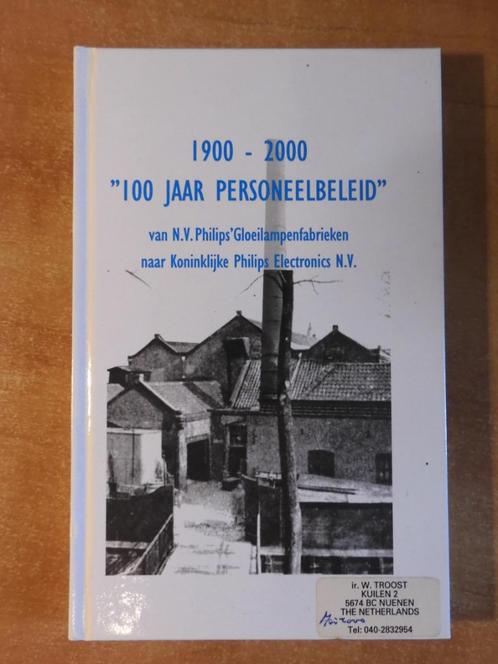 1900 - 2000
"100 JAAR PERSONEELBELEID"
van N.V. Philips' Gloeilampenfabrieken
naar Koninklijke Philips Electronics N.V.
ir. W. TROOST
KUILEN 2
5674 BC NUENEN
THE NETHERLANDS
Tel: 040-2832954